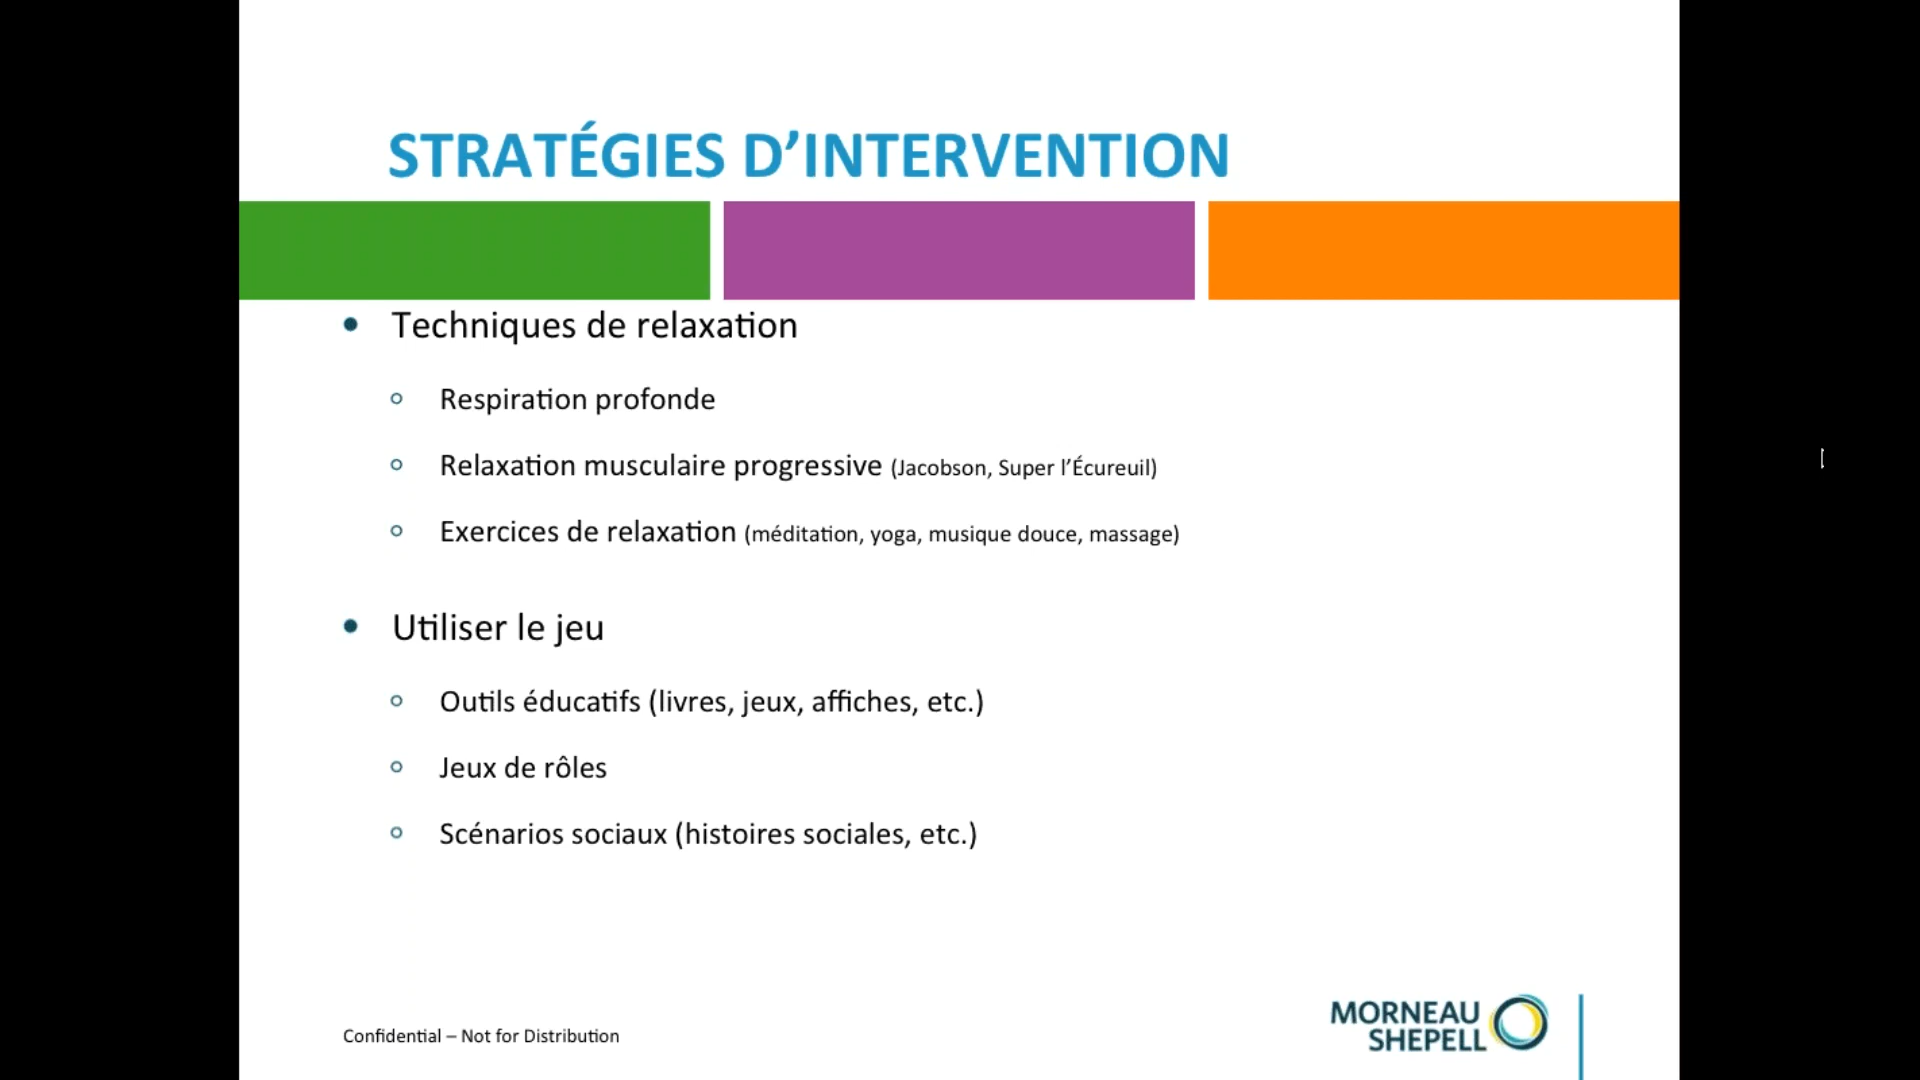 STRATÉGIES D’INTERVENTION
• Techniques de relaxation
○ Respiration profonde
○ Relaxation musculaire progressive (Jacobson, Super l’Écureuil)
○ Exercices de relaxation (méditation, yoga, musique douce, massage)
• Utiliser le jeu
○ Outils éducatifs (livres, jeux, affiches, etc.)
○ Jeux de rôles
○ Scénarios sociaux (histoires sociales, etc.)
Confidential – Not for Distribution
MORNEAU
SHEPELL